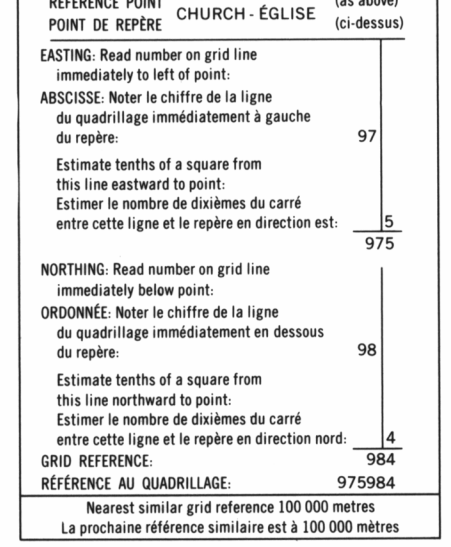 REFERENCE POINT CHURCH - ÉGLISE (as above)
POINT DE REPÈRE (ci-dessus)
EASTING: Read number on grid line
immediately to left of point:
ABSCISSE: Noter le chiffre de la ligne
du quadrillage immédiatement à gauche
du repère: 97
Estimate tenths of a square from
this line eastward to point:
Estimer le nombre de dixièmes du carré
entre cette ligne et le repère en direction est: 5
975
NORTHING: Read number on grid line
immediately below point:
ORDONNÉE: Noter le chiffre de la ligne
du quadrillage immédiatement en dessous
du repère: 98
Estimate tenths of a square from
this line northward to point:
Estimer le nombre de dixièmes du carré
entre cette ligne et le repère en direction nord: 4
GRID REFERENCE: 984
RÉFÉRENCE AU QUADRILLAGE: 975984
Nearest similar grid reference 100 000 metres
La prochaine référence similaire est à 100 000 mètres